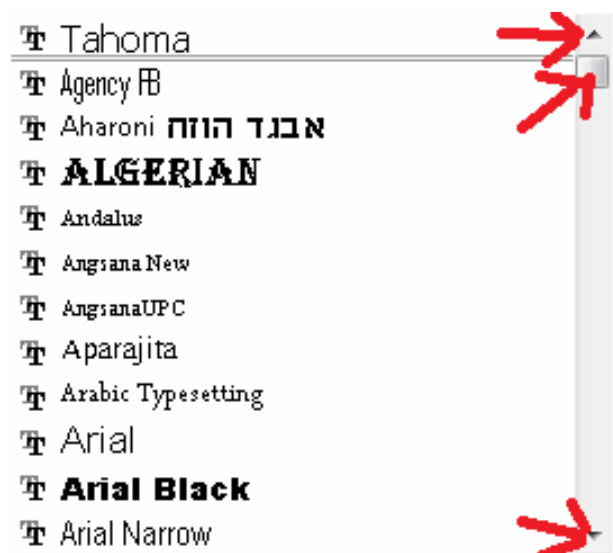 Tahoma
Agency FB
Aharoni אבגד הוזח
ALGERIAN
Andalus
Angsana New
AngsanaUPC
Aparajita
Arabic Typesetting
Arial
Arial Black
Arial Narrow